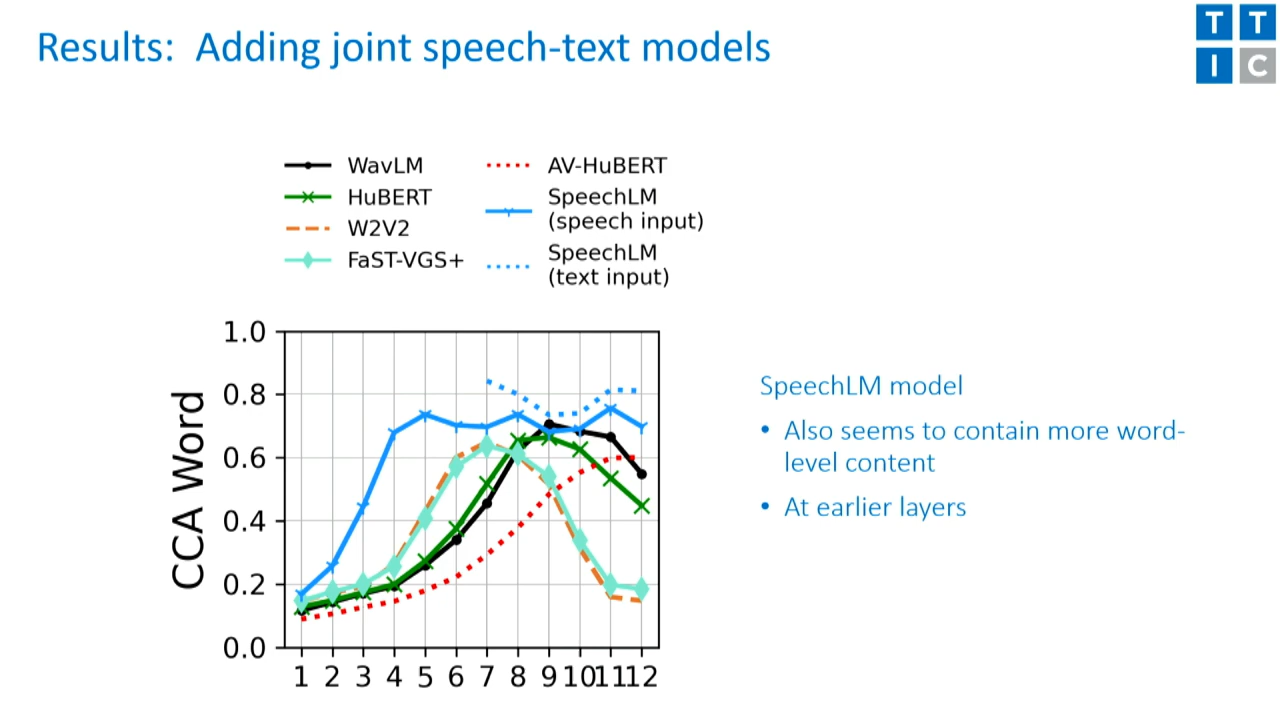 Results: Adding joint speech-text models
T T
I C
WavLM
HuBERT
W2V2
FaST-VGS+
AV-HuBERT
SpeechLM
(speech input)
SpeechLM
(text input)
CCA Word
1.0
0.8
0.6
0.4
0.2
0.0
1 2 3 4 5 6 7 8 9 10 11 12
SpeechLM model
• Also seems to contain more word-
level content
• At earlier layers